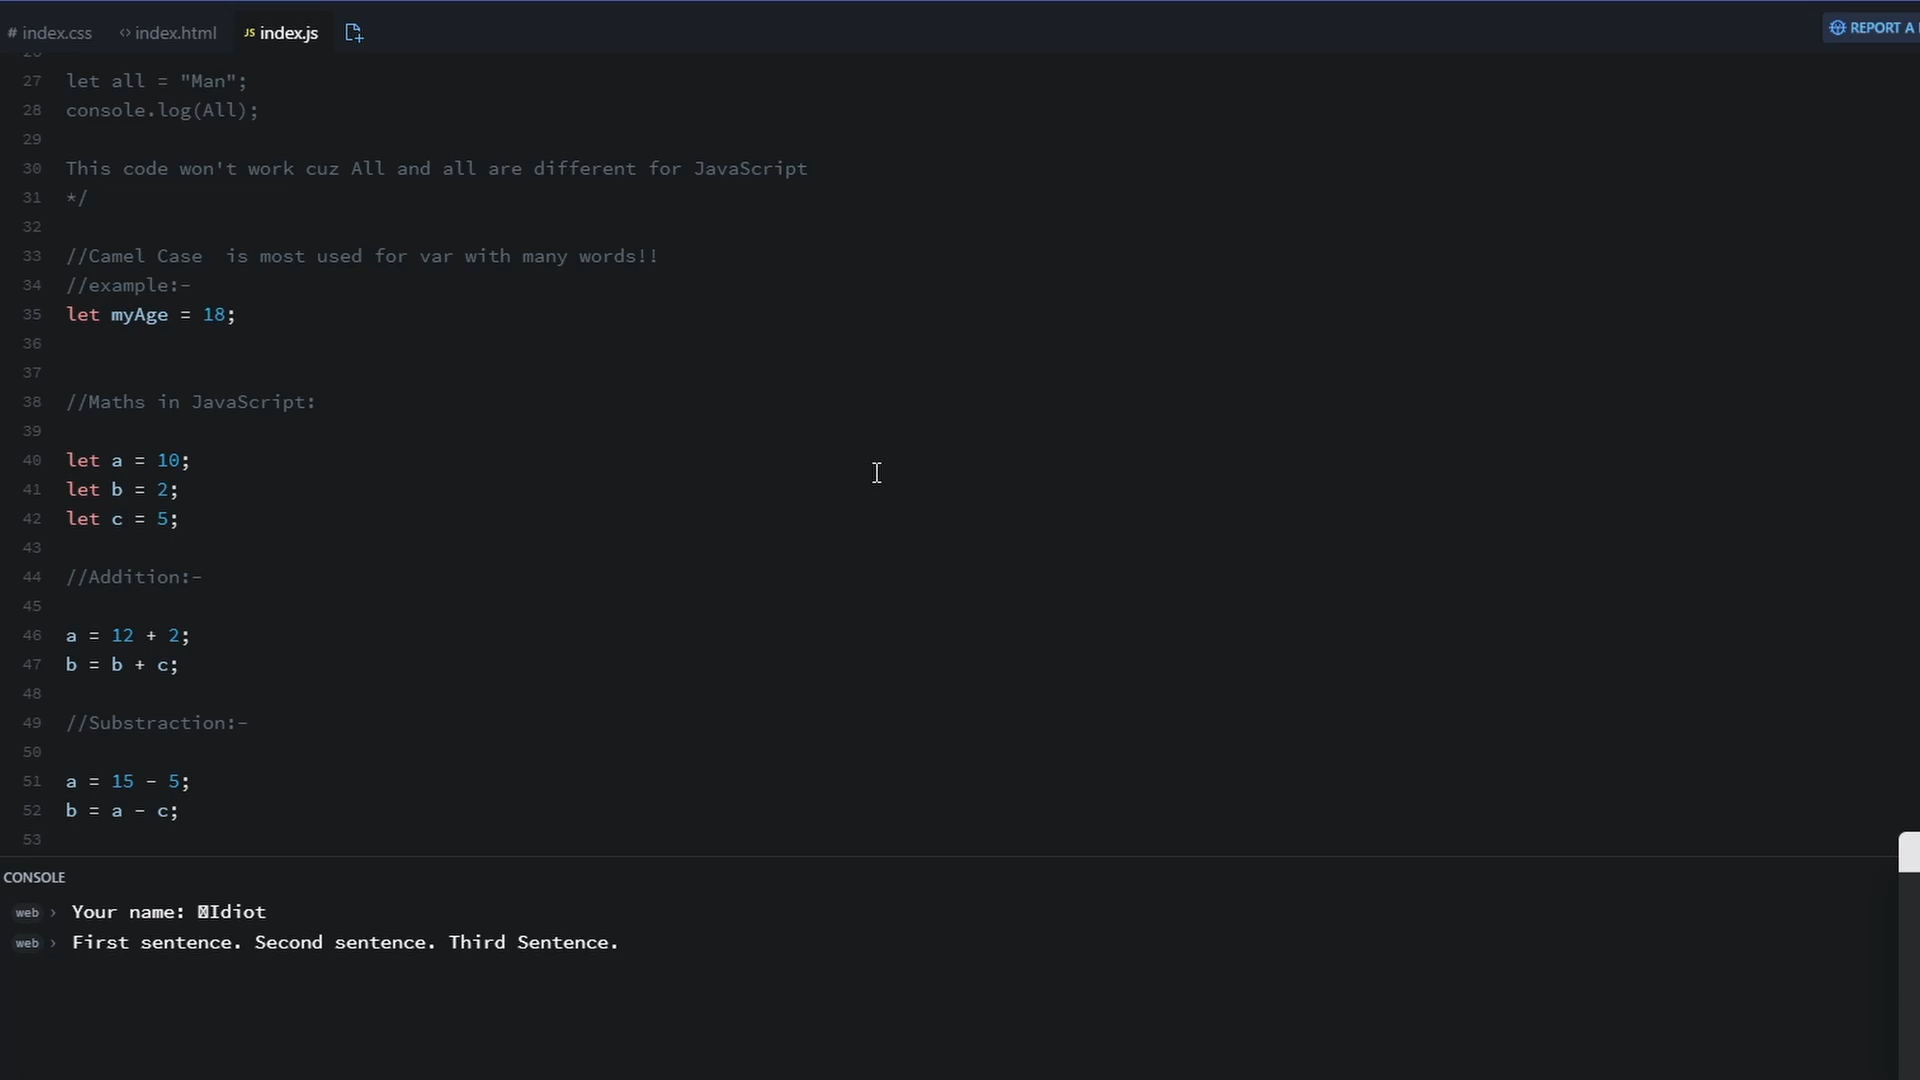 # index.css <> index.html JS index.js
REPORT A
27 let all = "Man";
28 console.log(All);
29
30 This code won't work cuz All and all are different for JavaScript
31 */
32
33 //Camel Case  is most used for var with many words!!
34 //example:-
35 let myAge = 18;
36
37
38 //Maths in JavaScript:
39
40 let a = 10;
41 let b = 2;
42 let c = 5;
43
44 //Addition:-
45
46 a = 12 + 2;
47 b = b + c;
48
49 //Substraction:-
50
51 a = 15 - 5;
52 b = a - c;
53
CONSOLE
web › Your name: Idiot
web › First sentence. Second sentence. Third Sentence.